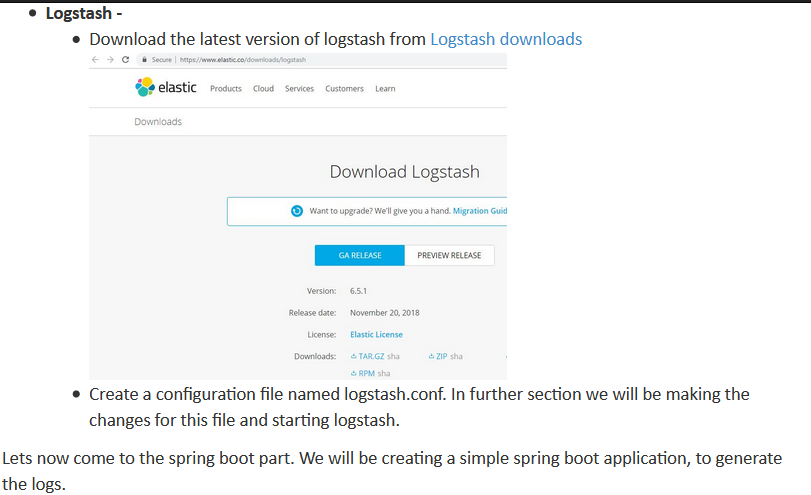 Logstash -
Download the latest version of logstash from Logstash downloads
Secure | https://www.elastic.co/downloads/logstash
elastic Products Cloud Services Customers Learn
Downloads
Download Logstash
Want to upgrade? We'll give you a hand. Migration Guid
GA RELEASE PREVIEW RELEASE
Version: 6.5.1
Release date: November 20, 2018
License: Elastic License
Downloads: TAR.GZ sha ZIP sha
RPM sha
Create a configuration file named logstash.conf. In further section we will be making the
changes for this file and starting logstash.
Lets now come to the spring boot part. We will be creating a simple spring boot application, to generate
the logs.